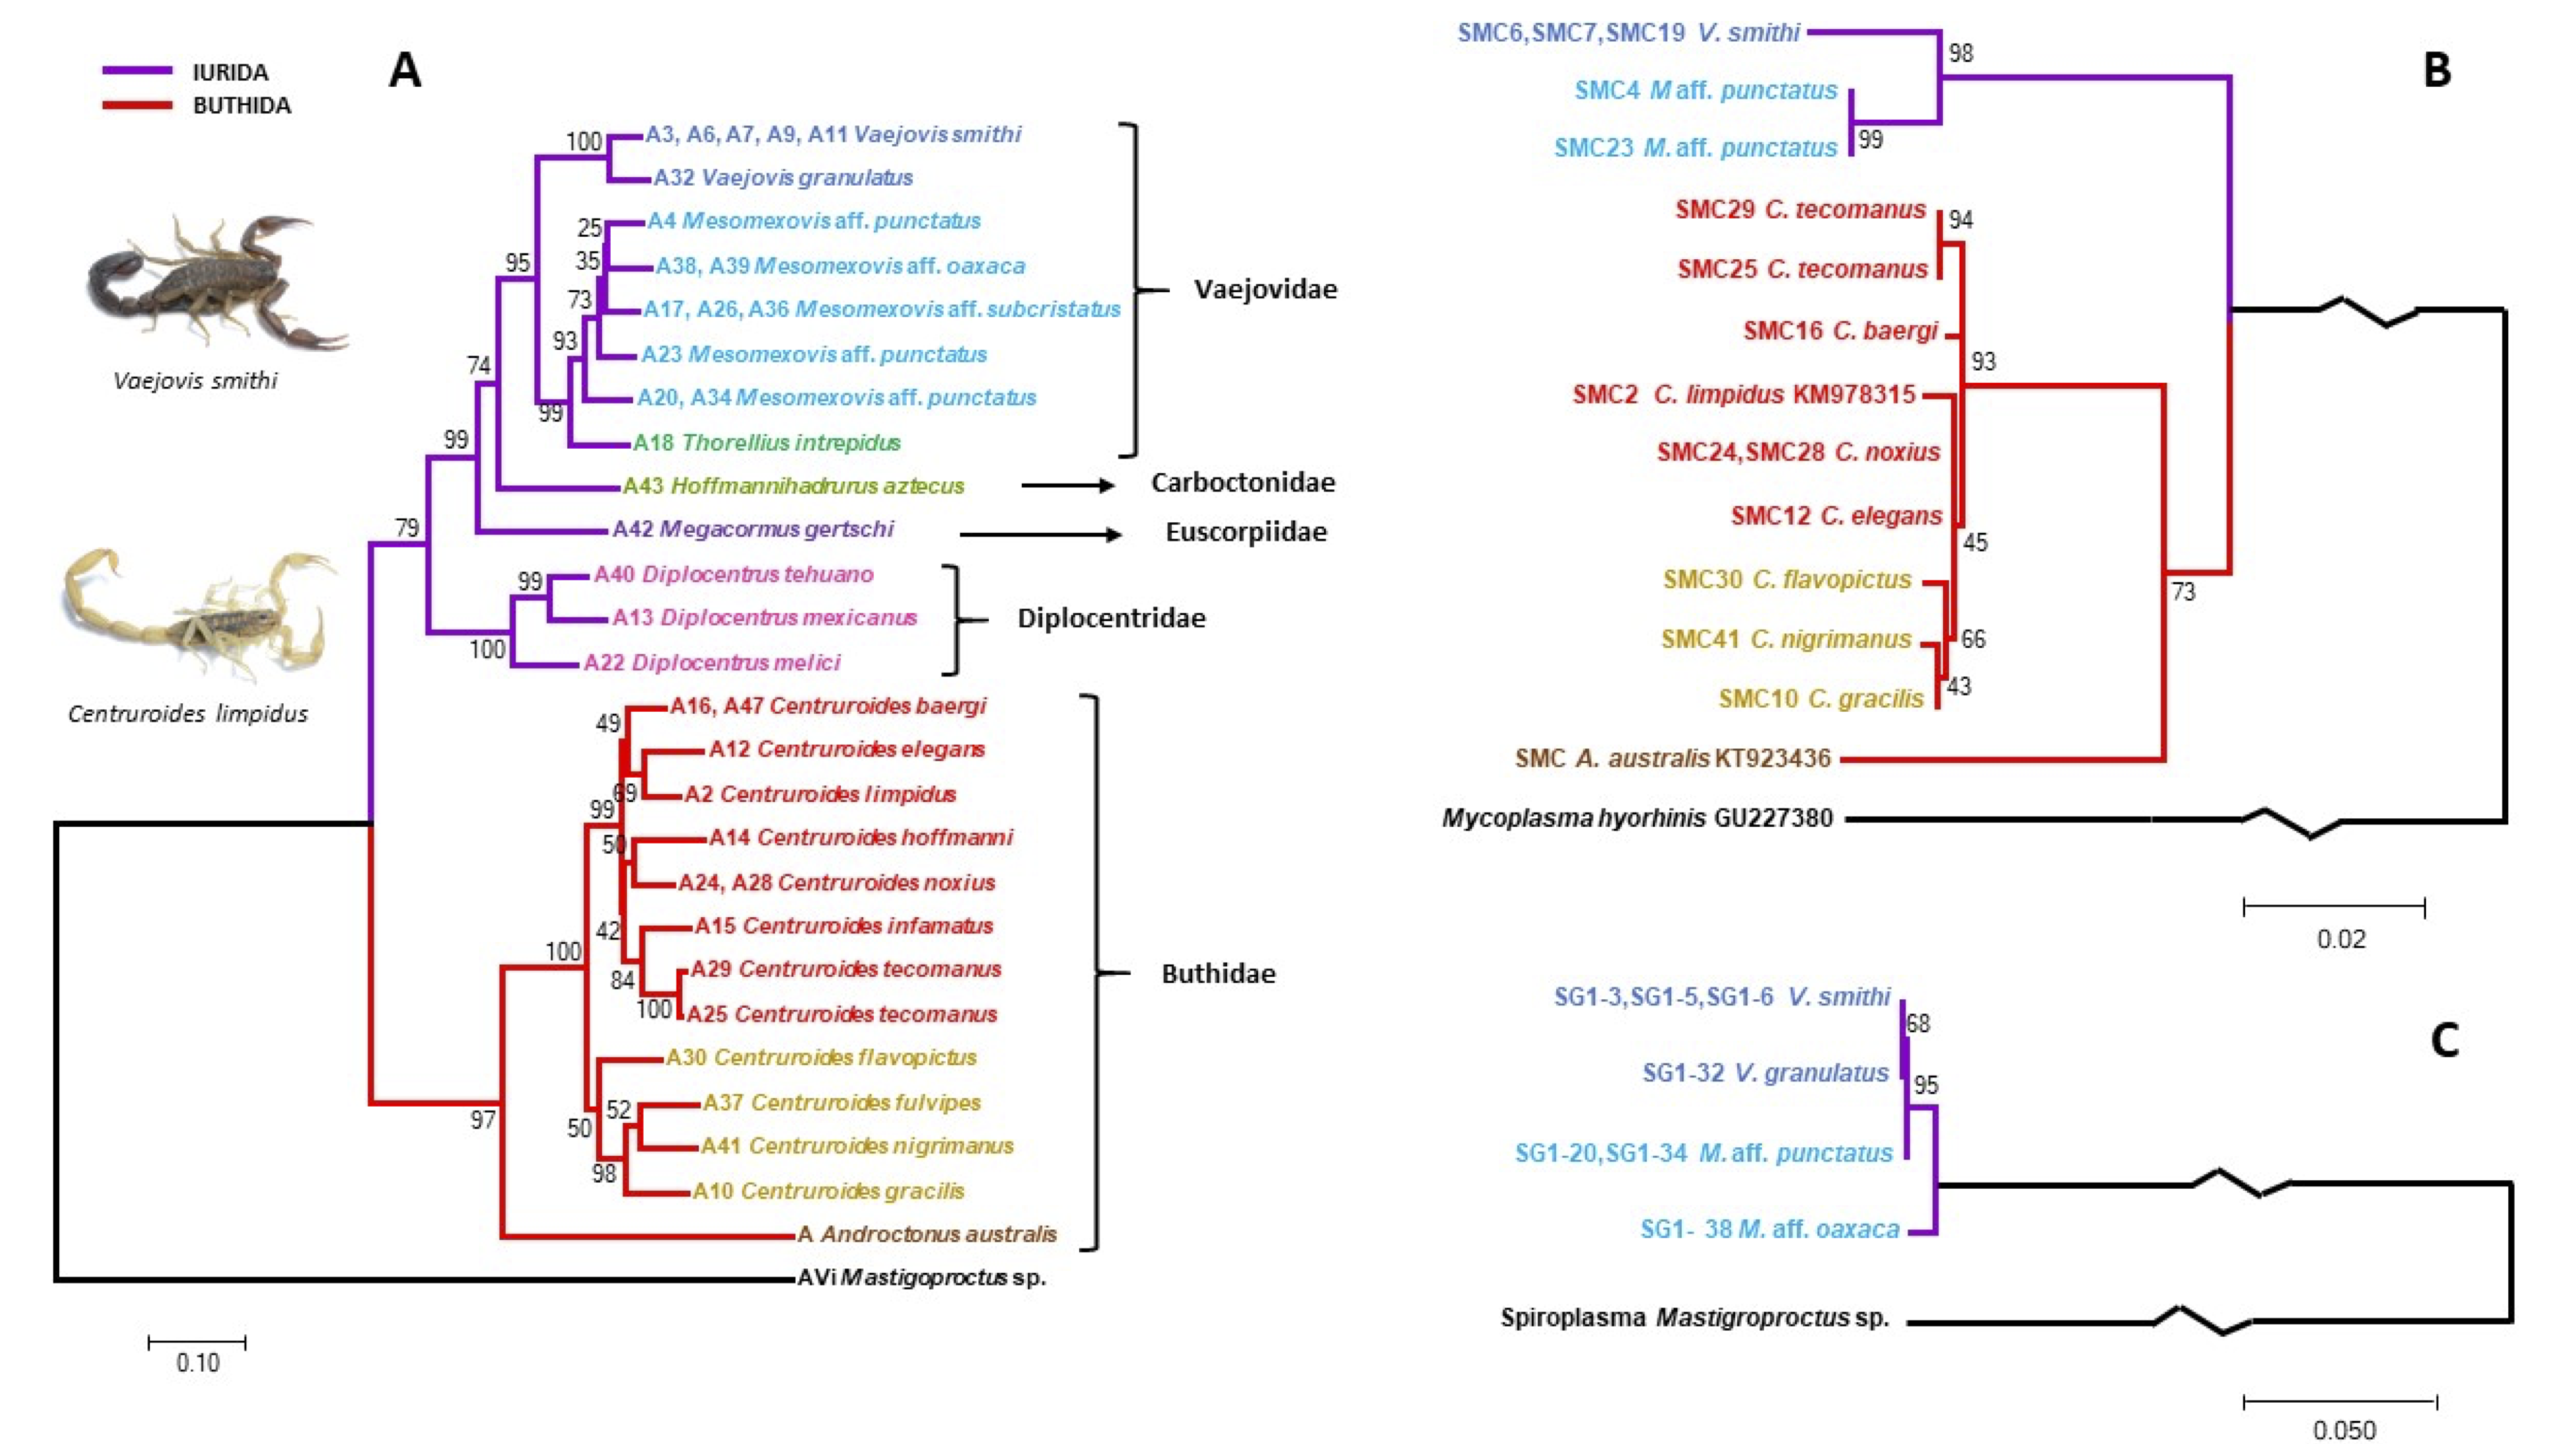 IURIDA
BUTHIDA
A
Vaejovis smithi
Centruroides limpidus
100
A3, A6, A7, A9, A11 Vaejovis smithi
A32 Vaejovis granulatus
25
A4 Mesomexovis aff. punctatus
35
A38, A39 Mesomexovis aff. oaxaca
95
73
A17, A26, A36 Mesomexovis aff. subcristatus
Vaejovidae
93
A23 Mesomexovis aff. punctatus
74
A20, A34 Mesomexovis aff. punctatus
99
99
A18 Thorellius intrepidus
A43 Hoffmannihadrurus aztecus
Carboctonidae
79
A42 Megacormus gertschi
Euscorpiidae
99
A40 Diplocentrus tehuano
A13 Diplocentrus mexicanus
Diplocentridae
100
A22 Diplocentrus melici
A16, A47 Centruroides baergi
49
A12 Centruroides elegans
69
A2 Centruroides limpidus
99
A14 Centruroides hoffmanni
50
A24, A28 Centruroides noxius
A15 Centruroides infamatus
42
100
A29 Centruroides tecomanus
84
Buthidae
100
A25 Centruroides tecomanus
A30 Centruroides flavopictus
52
A37 Centruroides fulvipes
97
50
A41 Centruroides nigrimanus
98
A10 Centruroides gracilis
A Androctonus australis
AVi Mastigoproctus sp.
0.10
B
SMC6,SMC7,SMC19 V. smithi
98
SMC4 M aff. punctatus
99
SMC23 M. aff. punctatus
SMC29 C. tecomanus
94
SMC25 C. tecomanus
SMC16 C. baergi
93
SMC2 C. limpidus KM978315
SMC24,SMC28 C. noxius
SMC12 C. elegans
45
SMC30 C. flavopictus
73
SMC41 C. nigrimanus
66
43
SMC10 C. gracilis
SMC A. australis KT923436
Mycoplasma hyorhinis GU227380
0.02
C
SG1-3,SG1-5,SG1-6 V. smithi
68
SG1-32 V. granulatus
95
SG1-20,SG1-34 M. aff. punctatus
SG1- 38 M. aff. oaxaca
Spiroplasma Mastigroproctus sp.
0.050